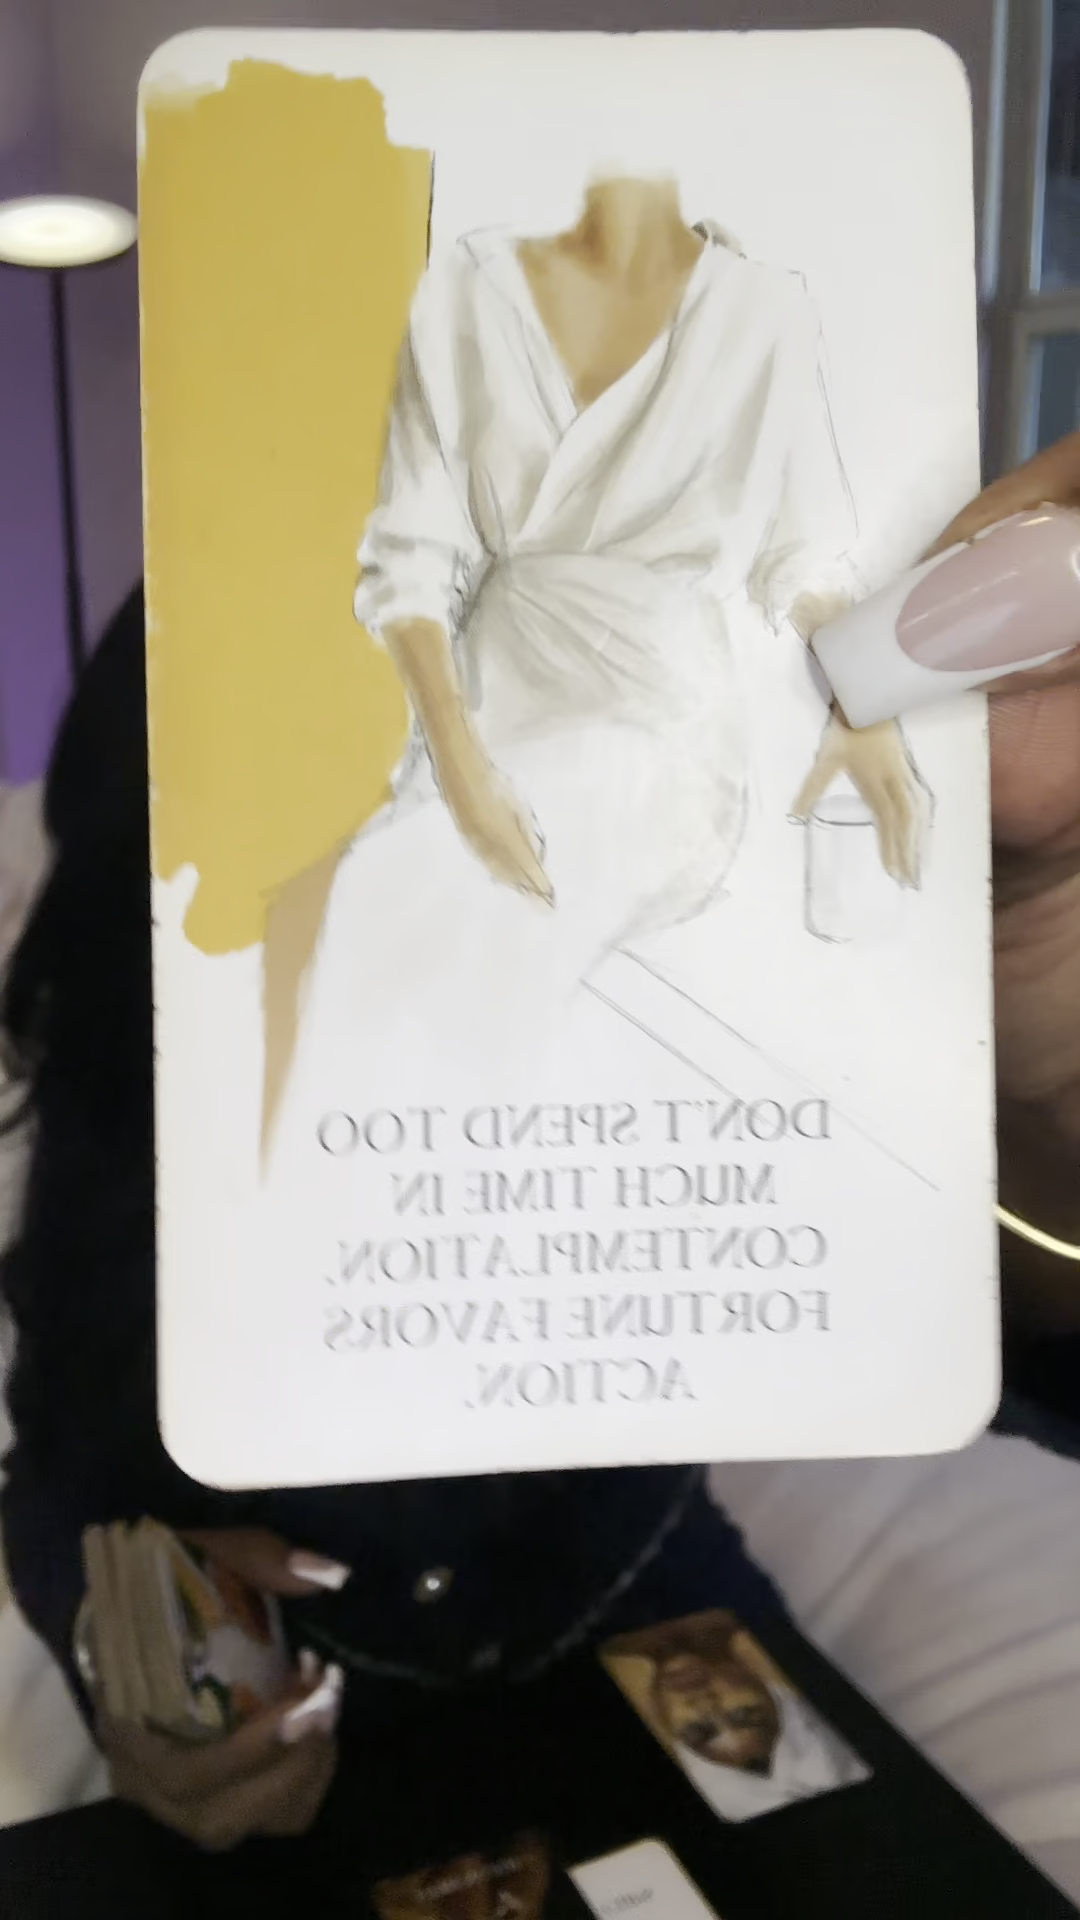 DON'T SPEND TOO
MUCH TIME IN
CONTEMPLATION.
FORTUNE FAVORS
ACTION.